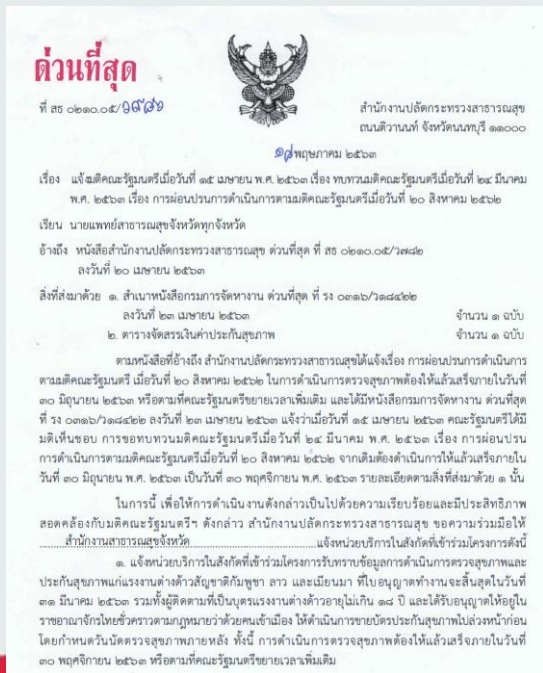 ด่วนที่สุด
ที่ สธ ๐๒๑๐.๐๕/
สำนักงานปลัดกระทรวงสาธารณสุข
ถนนติวานนท์ จังหวัดนนทบุรี ๑๑๐๐๐
พฤษภาคม ๒๕๖๓
เรื่อง แจ้งมติคณะรัฐมนตรีเมื่อวันที่ ๑๕ เมษายน พ.ศ. ๒๕๖๓ เรื่อง ทบทวนมติคณะรัฐมนตรีเมื่อวันที่ ๒๔ มีนาคม
พ.ศ. ๒๕๖๓ เรื่อง การผ่อนปรนการดำเนินการตามมติคณะรัฐมนตรีเมื่อวันที่ ๒๐ สิงหาคม ๒๕๖๒
เรียน นายแพทย์สาธารณสุขจังหวัดทุกจังหวัด
อ้างถึง หนังสือสำนักงานปลัดกระทรวงสาธารณสุข ด่วนที่สุด ที่ สธ ๐๒๑๐.๐๕/ว๗๘๒
ลงวันที่ ๒๐ เมษายน ๒๕๖๓
สิ่งที่ส่งมาด้วย ๑. สำเนาหนังสือกรมการจัดหางาน ด่วนที่สุด ที่ รง ๐๓๑๖/ว๑๘๔๒๒
ลงวันที่ ๒๓ เมษายน ๒๕๖๓ จำนวน ๑ ฉบับ
๒. ตารางจัดสรรเงินค่าประกันสุขภาพ จำนวน ๑ ฉบับ
ตามหนังสือที่อ้างถึง สำนักงานปลัดกระทรวงสาธารณสุขได้แจ้งเรื่อง การผ่อนปรนการดำเนินการ
ตามมติคณะรัฐมนตรี เมื่อวันที่ ๒๐ สิงหาคม ๒๕๖๒ ในการดำเนินการตรวจสุขภาพต้องให้แล้วเสร็จภายในวันที่
๓๐ มิถุนายน ๒๕๖๓ หรือตามที่คณะรัฐมนตรีขยายเวลาเพิ่มเติม และได้มีหนังสือกรมการจัดหางาน ด่วนที่สุด
ที่ รง ๐๓๑๖/ว๑๘๔๒๒ ลงวันที่ ๒๓ เมษายน ๒๕๖๓ แจ้งว่าเมื่อวันที่ ๑๕ เมษายน ๒๕๖๓ คณะรัฐมนตรีได้มี
มติเห็นชอบ การขอทบทวนมติคณะรัฐมนตรีเมื่อวันที่ ๒๔ มีนาคม พ.ศ. ๒๕๖๓ เรื่อง การผ่อนปรน
การดำเนินการตามมติคณะรัฐมนตรีเมื่อวันที่ ๒๐ สิงหาคม ๒๕๖๒ จากเดิมต้องดำเนินการให้แล้วเสร็จภายใน
วันที่ ๓๐ มิถุนายน พ.ศ. ๒๕๖๓ เป็นวันที่ ๓๐ พฤศจิกายน พ.ศ. ๒๕๖๓ รายละเอียดตามสิ่งที่ส่งมาด้วย ๑ นั้น
ในการนี้ เพื่อให้การดำเนินงานดังกล่าวเป็นไปด้วยความเรียบร้อยและมีประสิทธิภาพ
สอดคล้องกับมติคณะรัฐมนตรีฯ ดังกล่าว สำนักงานปลัดกระทรวงสาธารณสุข ขอความร่วมมือให้
สำนักงานสาธารณสุขจังหวัด แจ้งหน่วยบริการในสังกัดที่เข้าร่วมโครงการดังนี้
๑. แจ้งหน่วยบริการในสังกัดที่เข้าร่วมโครงการรับทราบข้อมูลการดำเนินการตรวจสุขภาพและ
ประกันสุขภาพแก่แรงงานต่างด้าวสัญชาติกัมพูชา ลาว และเมียนมา ที่ใบอนุญาตทำงานจะสิ้นสุดในวันที่
๓๑ มีนาคม ๒๕๖๓ รวมทั้งผู้ติดตามที่เป็นบุตรแรงงานต่างด้าวอายุไม่เกิน ๑๘ ปี และได้รับอนุญาตให้อยู่ใน
ราชอาณาจักรไทยชั่วคราวตามกฎหมายว่าด้วยคนเข้าเมือง ให้ดำเนินการขายบัตรประกันสุขภาพไปล่วงหน้าก่อน
โดยกำหนดวันนัดตรวจสุขภาพภายหลัง ทั้งนี้ การดำเนินการตรวจสุขภาพต้องให้แล้วเสร็จภายในวันที่
๓๐ พฤศจิกายน ๒๕๖๓ หรือตามที่คณะรัฐมนตรีขยายเวลาเพิ่มเติม